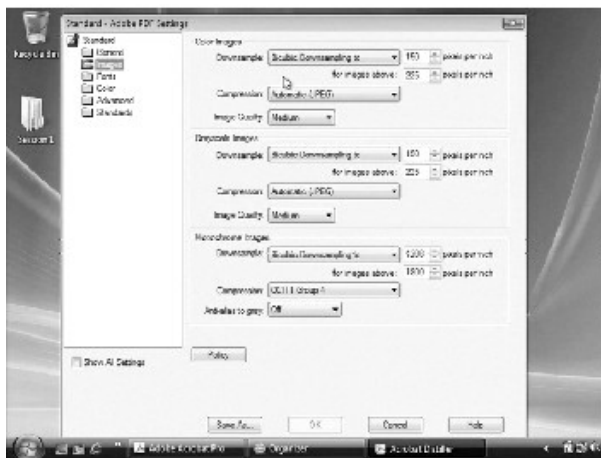 Standard - Adobe PDF Settings
Recycle Bin
Session 1
Standard
General
Images
Fonts
Color
Advanced
Standards
Show All Settings
Color Images
Downsample: Bicubic Downsampling to 150 pixels per inch
for images above: 225 pixels per inch
Compression: Automatic (JPEG)
Image Quality: Medium
Grayscale Images
Downsample: Bicubic Downsampling to 150 pixels per inch
for images above: 225 pixels per inch
Compression: Automatic (JPEG)
Image Quality: Medium
Monochrome Images
Downsample: Bicubic Downsampling to 1200 pixels per inch
for images above: 1800 pixels per inch
Compression: CCITT Group 4
Anti-alias to gray: Off
Policy
Save As... OK Cancel Help
Adobe Acrobat Pro Organizer Acrobat Distiller